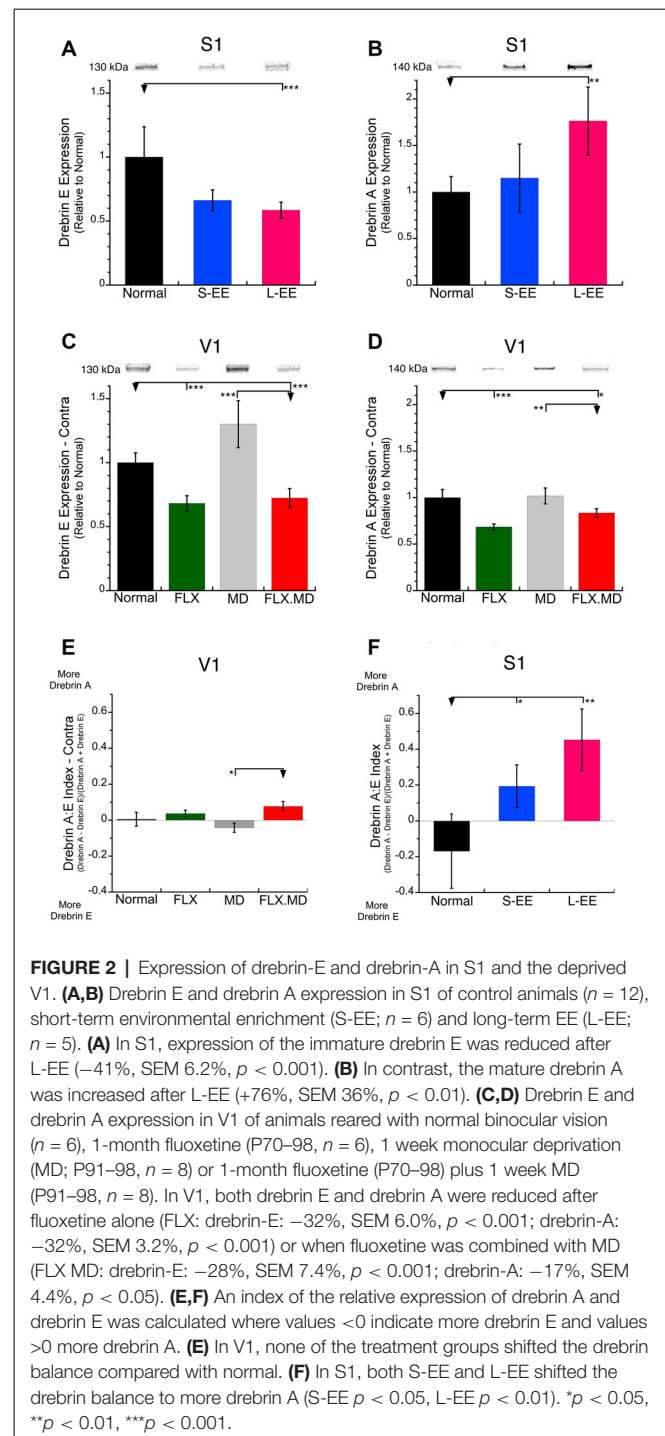 A
S1
130 kDa
***
1.5
1
0.5
0
Drebrin E Expression
(Relative to Normal)
Normal
S-EE
L-EE
B
S1
140 kDa
**
2
1.5
1
0.5
0
Drebrin A Expression
(Relative to Normal)
Normal
S-EE
L-EE
C
V1
130 kDa
***
***
***
1.5
1
0.5
0
Drebrin E Expression - Contra
(Relative to Normal)
Normal
FLX
MD
FLX.MD
D
V1
140 kDa
***
*
**
2
1.5
1
0.5
0
Drebrin A Expression - Contra
(Relative to Normal)
Normal
FLX
MD
FLX.MD
E
V1
More
Drebrin A
0.6
0.4
0.2
0
-0.2
-0.4
*
Drebrin A:E Index - Contra
(Drebrin A - Drebrin E)/(Drebrin A + Drebrin E)
More
Drebrin E
Normal
FLX
MD
FLX.MD
F
S1
More
Drebrin A
*
**
0.6
0.4
0.2
0
-0.2
-0.4
Drebrin A:E Index
(Drebrin A - Drebrin E)/(Drebrin A + Drebrin E)
More
Drebrin E
Normal
S-EE
L-EE
FIGURE 2 | Expression of drebrin-E and drebrin-A in S1 and the deprived
V1. (A,B) Drebrin E and drebrin A expression in S1 of control animals (n = 12),
short-term environmental enrichment (S-EE; n = 6) and long-term EE (L-EE;
n = 5). (A) In S1, expression of the immature drebrin E was reduced after
L-EE (−41%, SEM 6.2%, p < 0.001). (B) In contrast, the mature drebrin A
was increased after L-EE (+76%, SEM 36%, p < 0.01). (C,D) Drebrin E and
drebrin A expression in V1 of animals reared with normal binocular vision
(n = 6), 1-month fluoxetine (P70–98, n = 6), 1 week monocular deprivation
(MD; P91–98, n = 8) or 1-month fluoxetine (P70–98) plus 1 week MD
(P91–98, n = 8). In V1, both drebrin E and drebrin A were reduced after
fluoxetine alone (FLX: drebrin-E: −32%, SEM 6.0%, p < 0.001; drebrin-A:
−32%, SEM 3.2%, p < 0.001) or when fluoxetine was combined with MD
(FLX MD: drebrin-E: −28%, SEM 7.4%, p < 0.001; drebrin-A: −17%, SEM
4.4%, p < 0.05). (E,F) An index of the relative expression of drebrin A and
drebrin E was calculated where values <0 indicate more drebrin E and values
>0 more drebrin A. (E) In V1, none of the treatment groups shifted the drebrin
balance compared with normal. (F) In S1, both S-EE and L-EE shifted the
drebrin balance to more drebrin A (S-EE p < 0.05, L-EE p < 0.01). *p < 0.05,
**p < 0.01, ***p < 0.001.